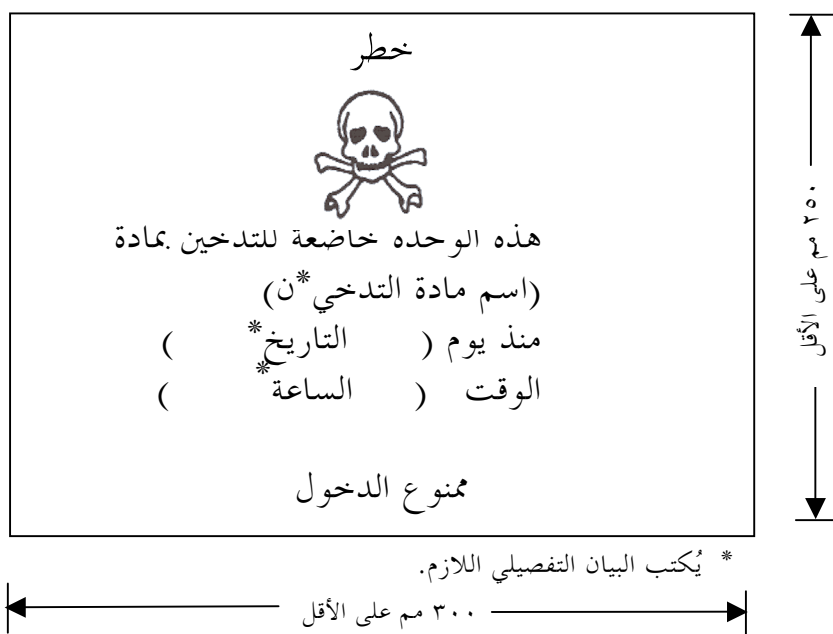 خطر
هذه الوحده خاضعة للتدخين بمادة
(اسم مادة التدخي*ن)
منذ يوم ( التاريخ* )
الوقت ( الساعة* )
ممنوع الدخول
* يُكتب البيان التفصيلي اللازم.
٣٠٠ مم على الأقل
٢٥٠ مم على الأقل